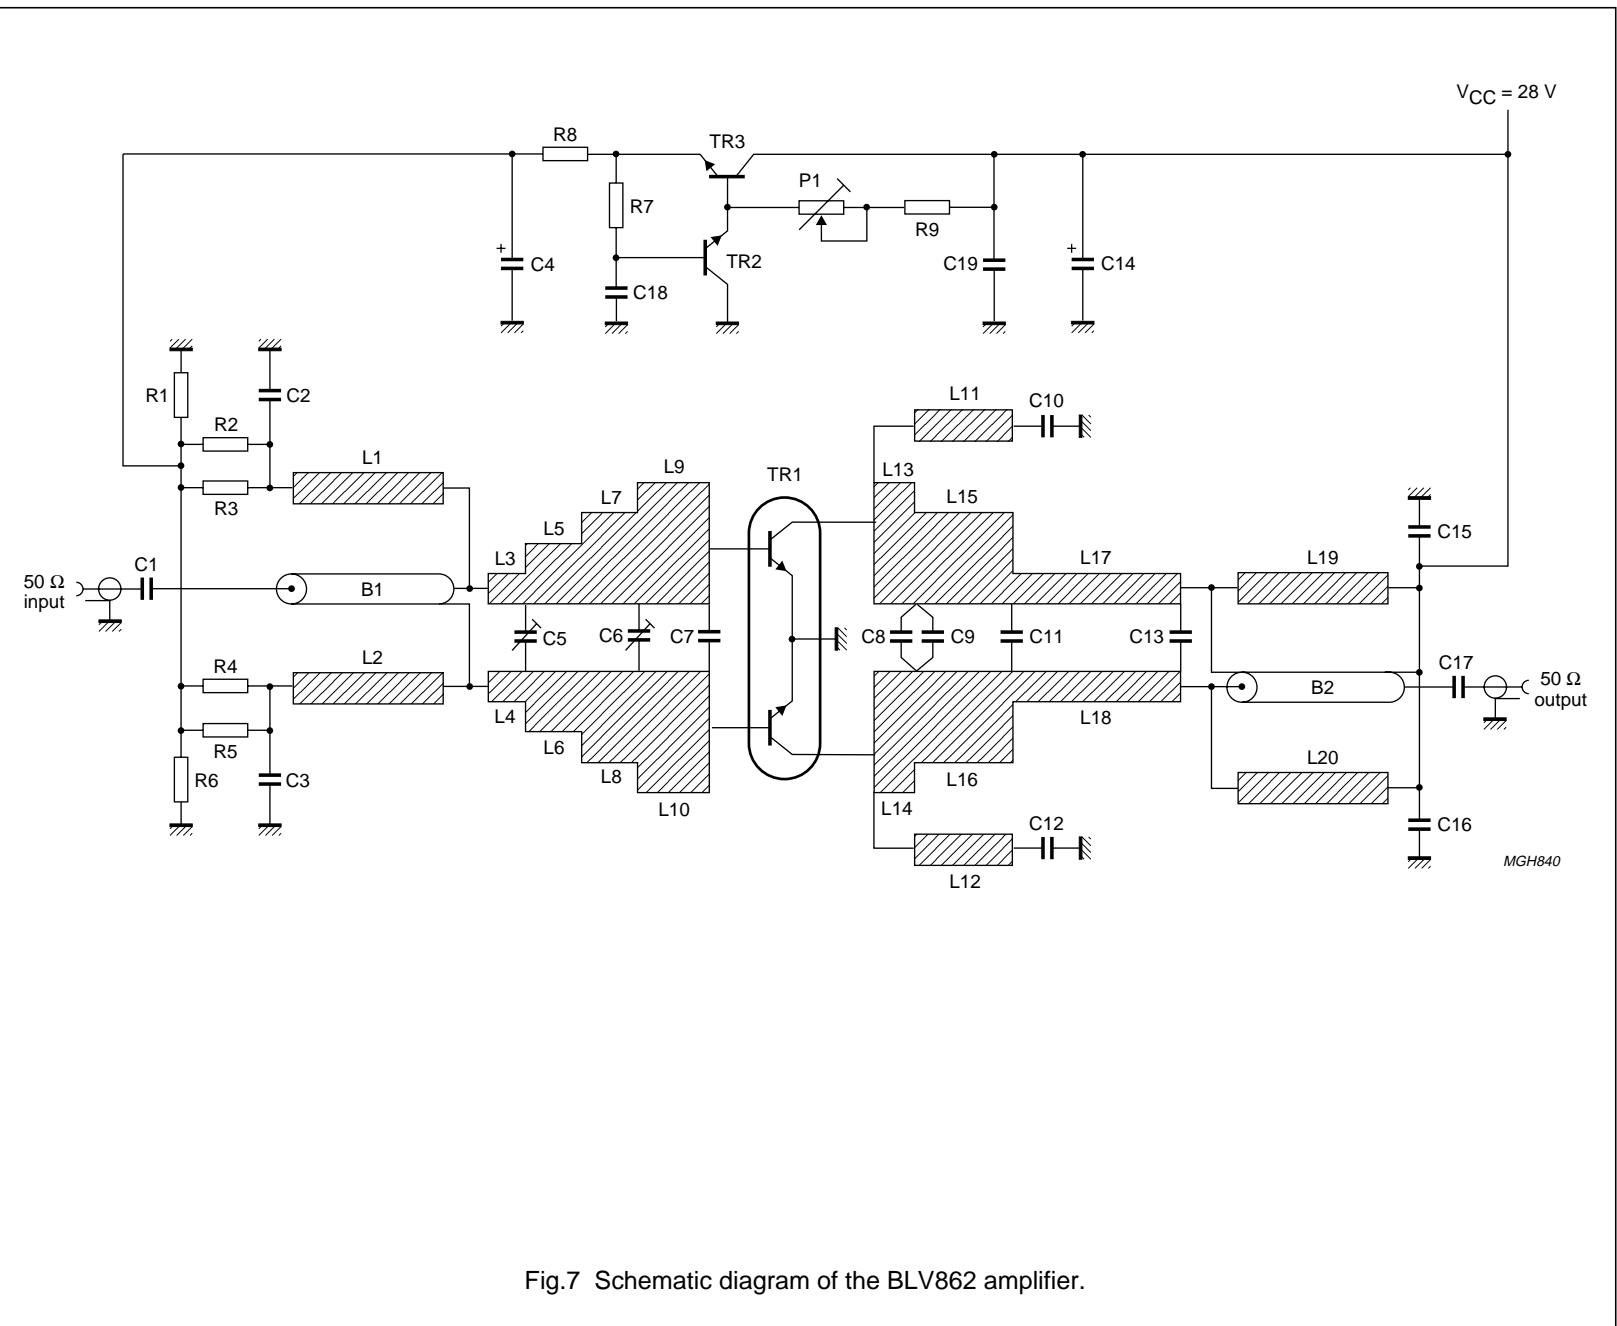 VCC = 28 V
R8
TR3
P1
R7
R9
TR2
C4
C18
C19
C14
+
+
R1
C2
R2
R3
L1
L11
C10
L9
TR1
L13
L7
L15
L5
C15
L3
L17
L19
C1
50 Ω
input
B1
C5
C6
C7
C8
C9
C11
C13
R4
L2
C17
50 Ω
output
B2
L4
L18
R5
L6
L16
L20
R6
C3
L8
L10
L14
C12
C16
L12
MGH840
Fig.7 Schematic diagram of the BLV862 amplifier.